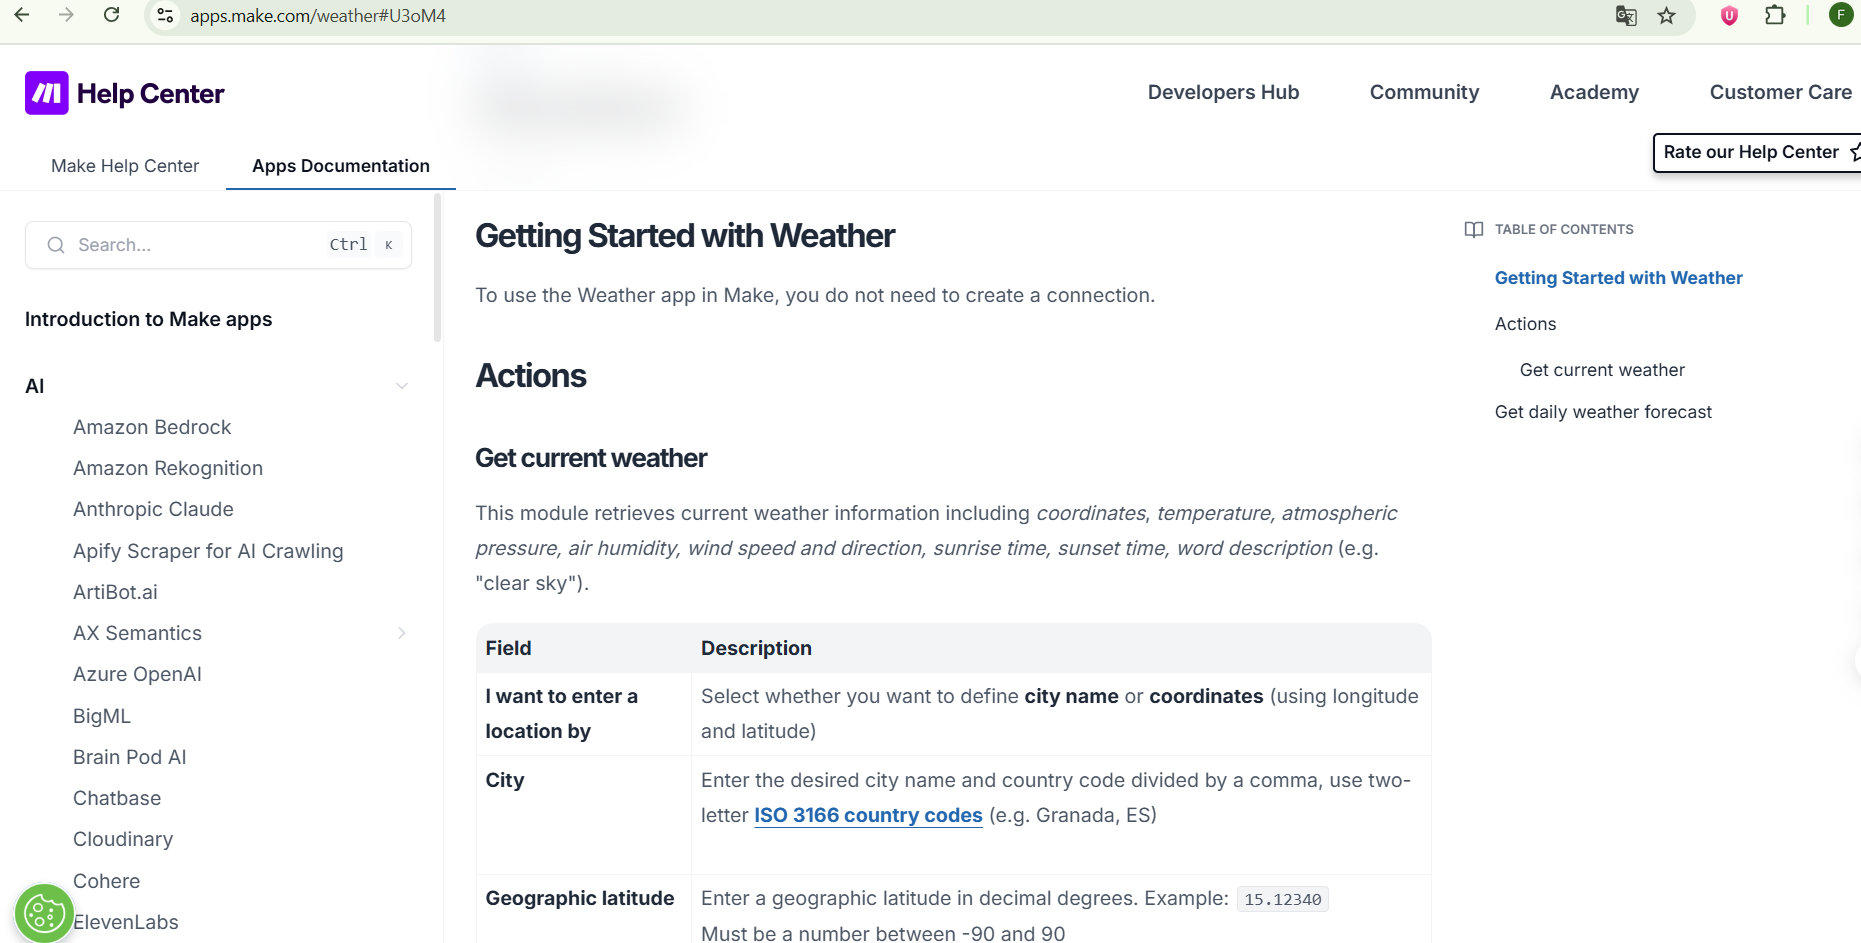 apps.make.com/weather#U3oM4
F
Help Center
Developers Hub
Community
Academy
Customer Care
Make Help Center
Apps Documentation
Rate our Help Center
Search...
Ctrl K
Introduction to Make apps
AI
Amazon Bedrock
Amazon Rekognition
Anthropic Claude
Apify Scraper for AI Crawling
ArtiBot.ai
AX Semantics
Azure OpenAI
BigML
Brain Pod AI
Chatbase
Cloudinary
Cohere
ElevenLabs
Getting Started with Weather
To use the Weather app in Make, you do not need to create a connection.
Actions
Get current weather
This module retrieves current weather information including coordinates, temperature, atmospheric
pressure, air humidity, wind speed and direction, sunrise time, sunset time, word description (e.g.
"clear sky").
Field
Description
I want to enter a
location by
Select whether you want to define city name or coordinates (using longitude
and latitude)
City
Enter the desired city name and country code divided by a comma, use two-
letter ISO 3166 country codes (e.g. Granada, ES)
Geographic latitude
Enter a geographic latitude in decimal degrees. Example: 15.12340
Must be a number between -90 and 90
TABLE OF CONTENTS
Getting Started with Weather
Actions
Get current weather
Get daily weather forecast